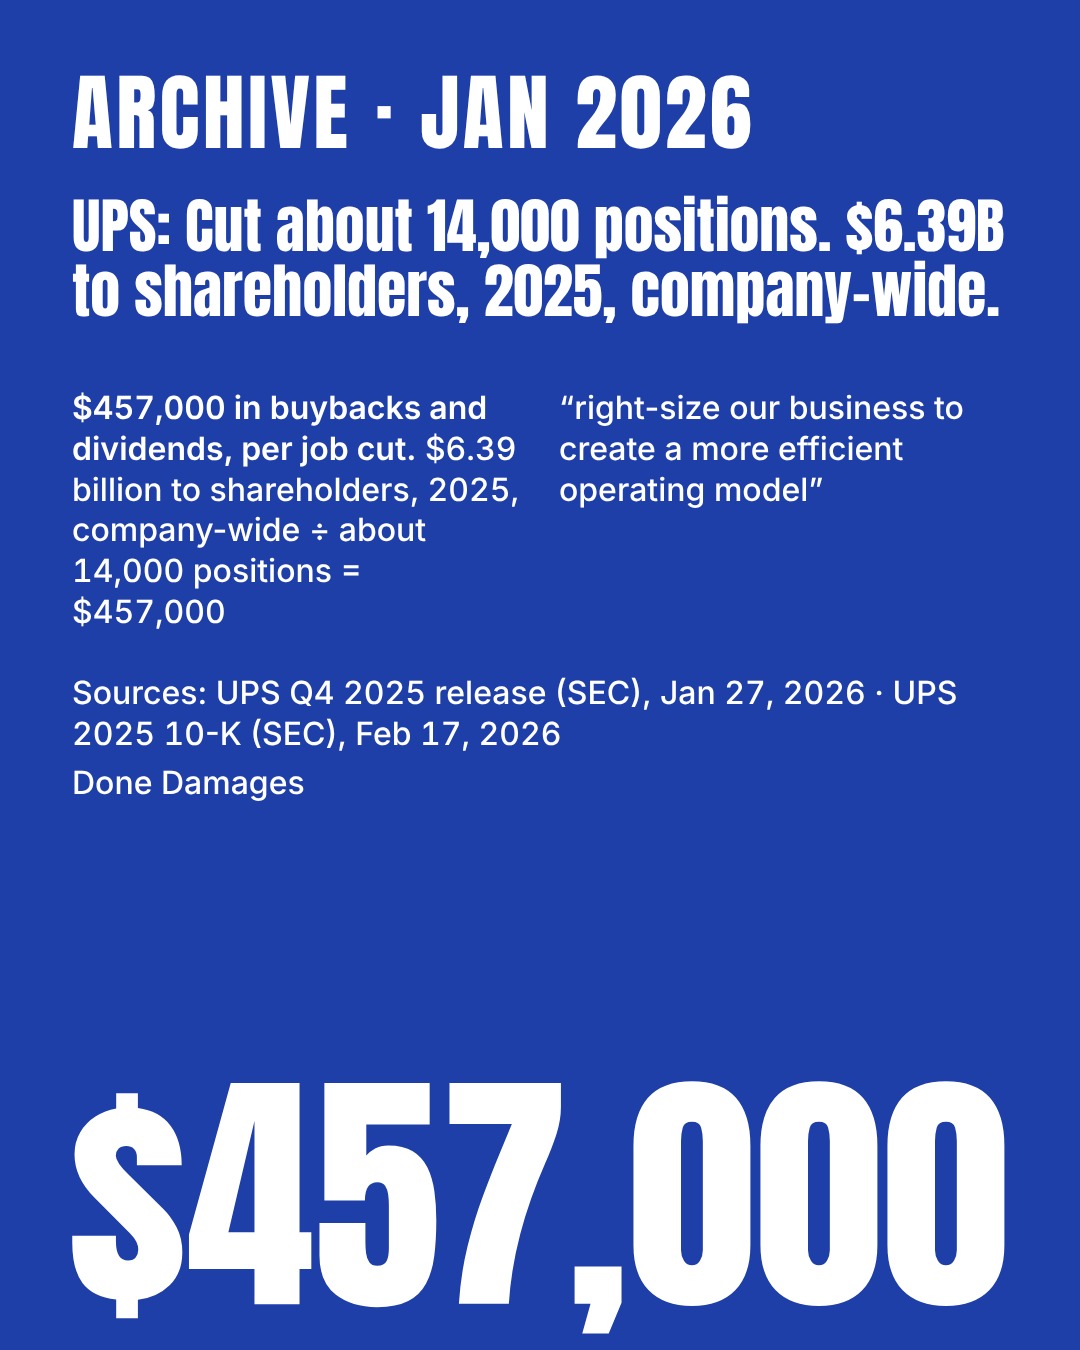 ARCHIVE · JAN 2026
UPS: Cut about 14,000 positions. $6.39B
to shareholders, 2025, company-wide.
$457,000 in buybacks and
dividends, per job cut. $6.39
billion to shareholders, 2025,
company-wide ÷ about
14,000 positions =
$457,000
“right-size our business to
create a more efficient
operating model”
Sources: UPS Q4 2025 release (SEC), Jan 27, 2026 · UPS
2025 10-K (SEC), Feb 17, 2026
Done Damages
$457,000